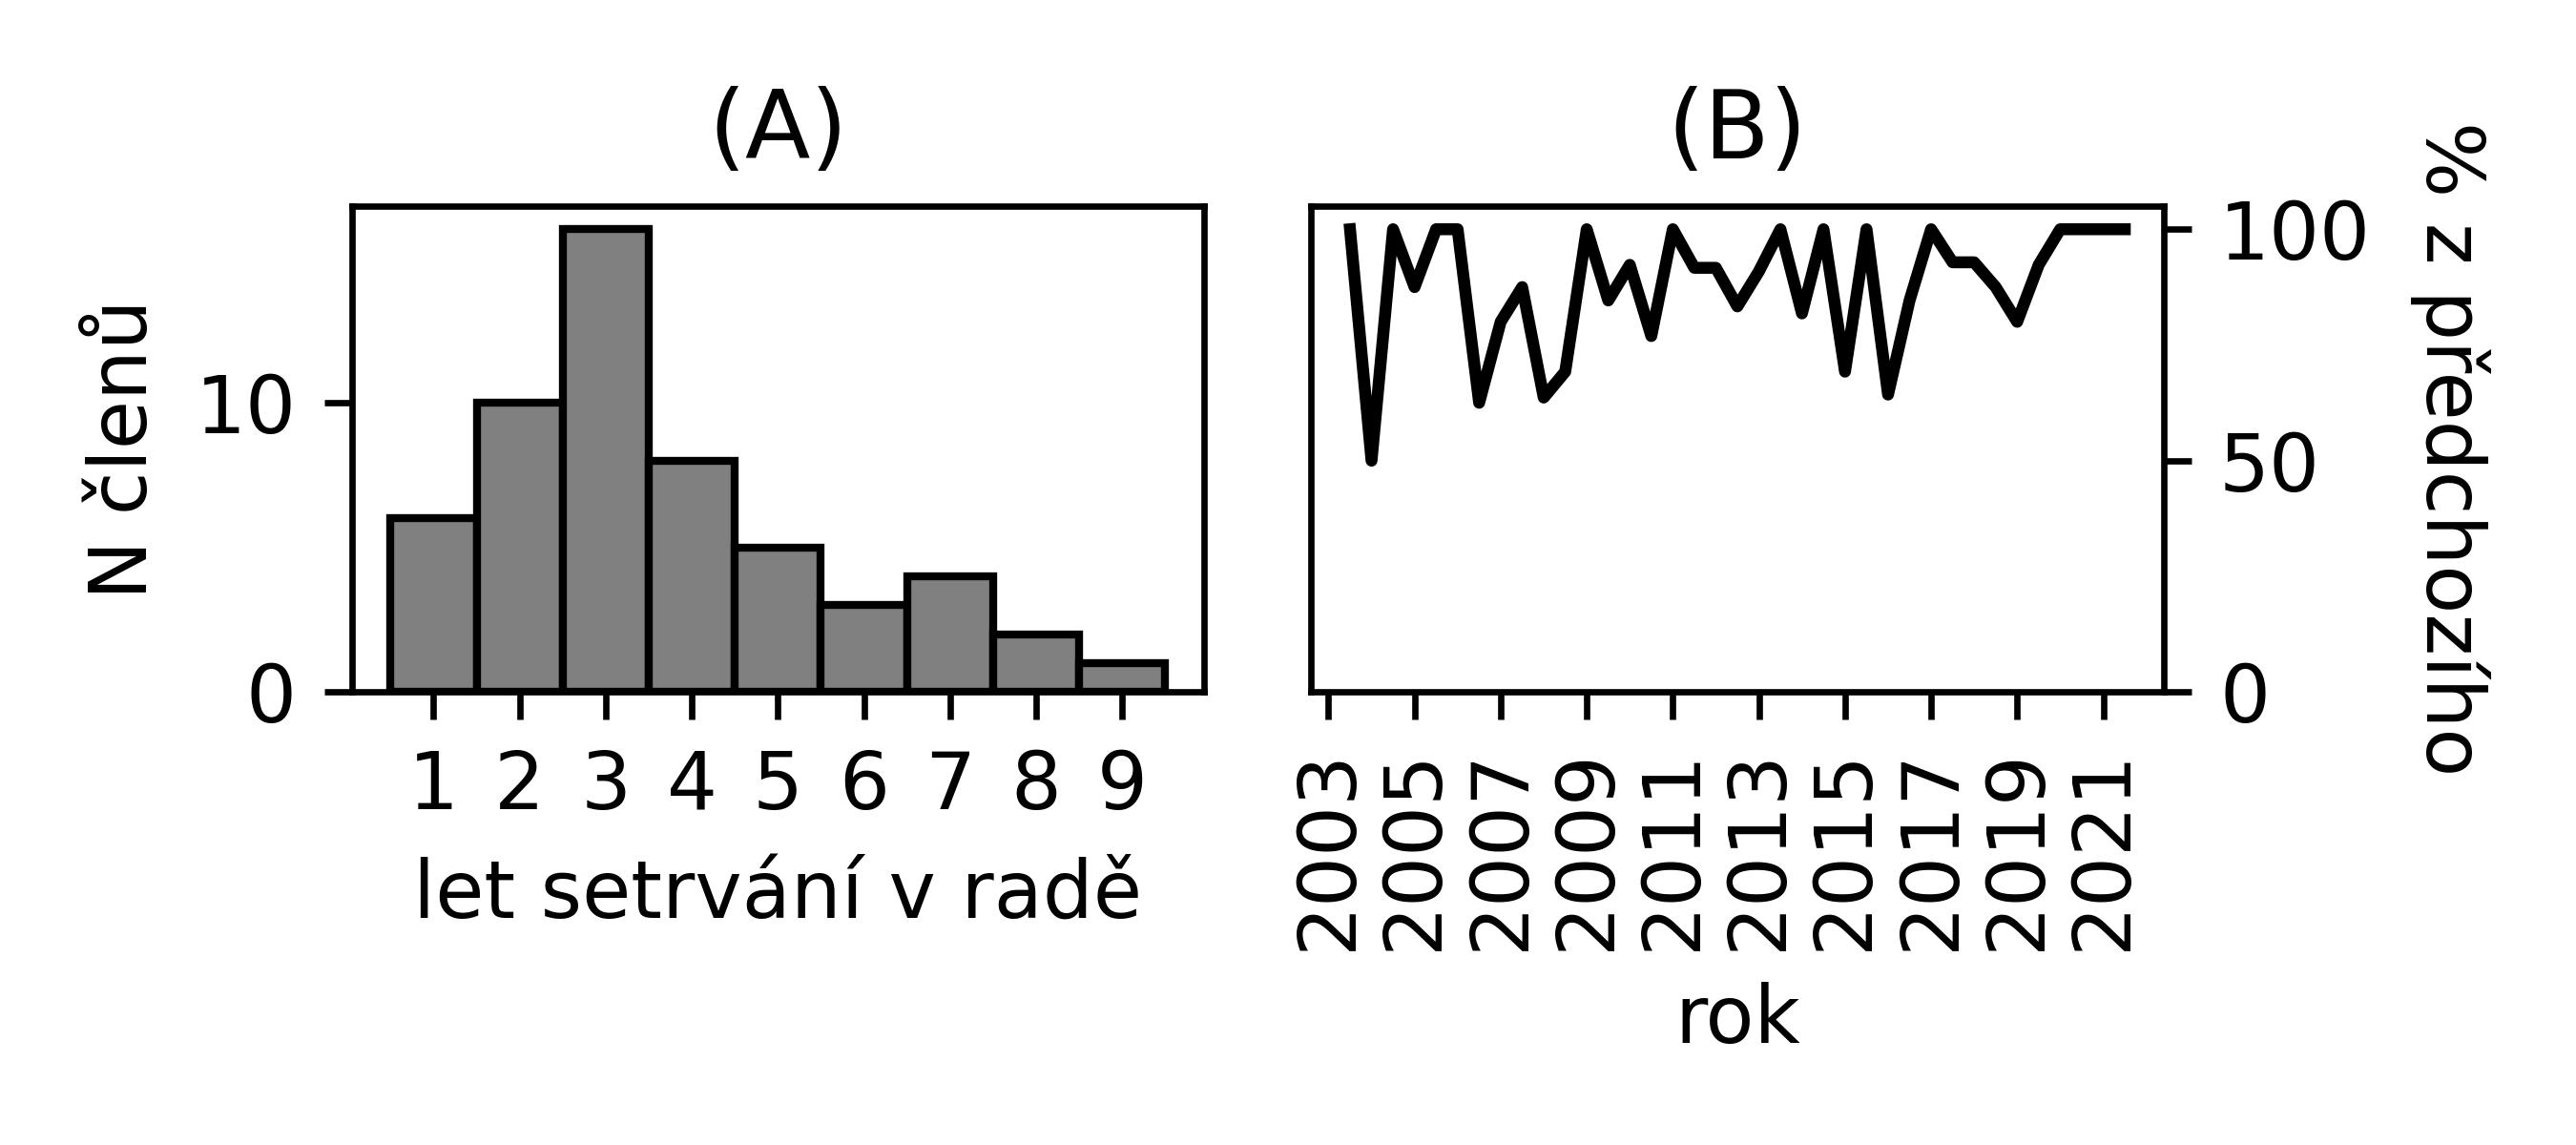 (A)
N členů
10
0
1 2 3 4 5 6 7 8 9
let setrvání v radě
(B)
100
50
0
% z předchozího
2003 2005 2007 2009 2011 2013 2015 2017 2019 2021
rok